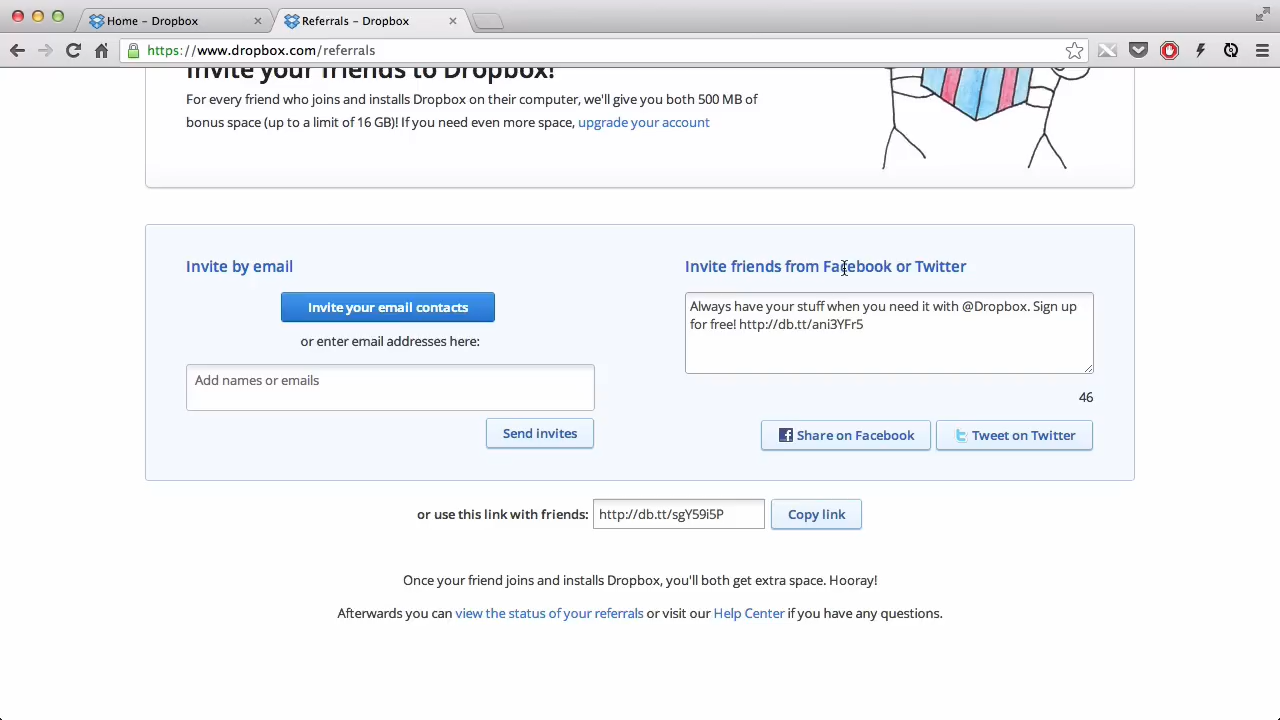 Home – Dropbox
Referrals – Dropbox
https://www.dropbox.com/referrals
Invite your friends to Dropbox!
For every friend who joins and installs Dropbox on their computer, we'll give you both 500 MB of
bonus space (up to a limit of 16 GB)! If you need even more space, upgrade your account
Invite by email
Invite your email contacts
or enter email addresses here:
Add names or emails
Send invites
Invite friends from Facebook or Twitter
Always have your stuff when you need it with @Dropbox. Sign up
for free! http://db.tt/ani3YFr5
46
Share on Facebook
Tweet on Twitter
or use this link with friends:
http://db.tt/sgY59i5P
Copy link
Once your friend joins and installs Dropbox, you'll both get extra space. Hooray!
Afterwards you can view the status of your referrals or visit our Help Center if you have any questions.